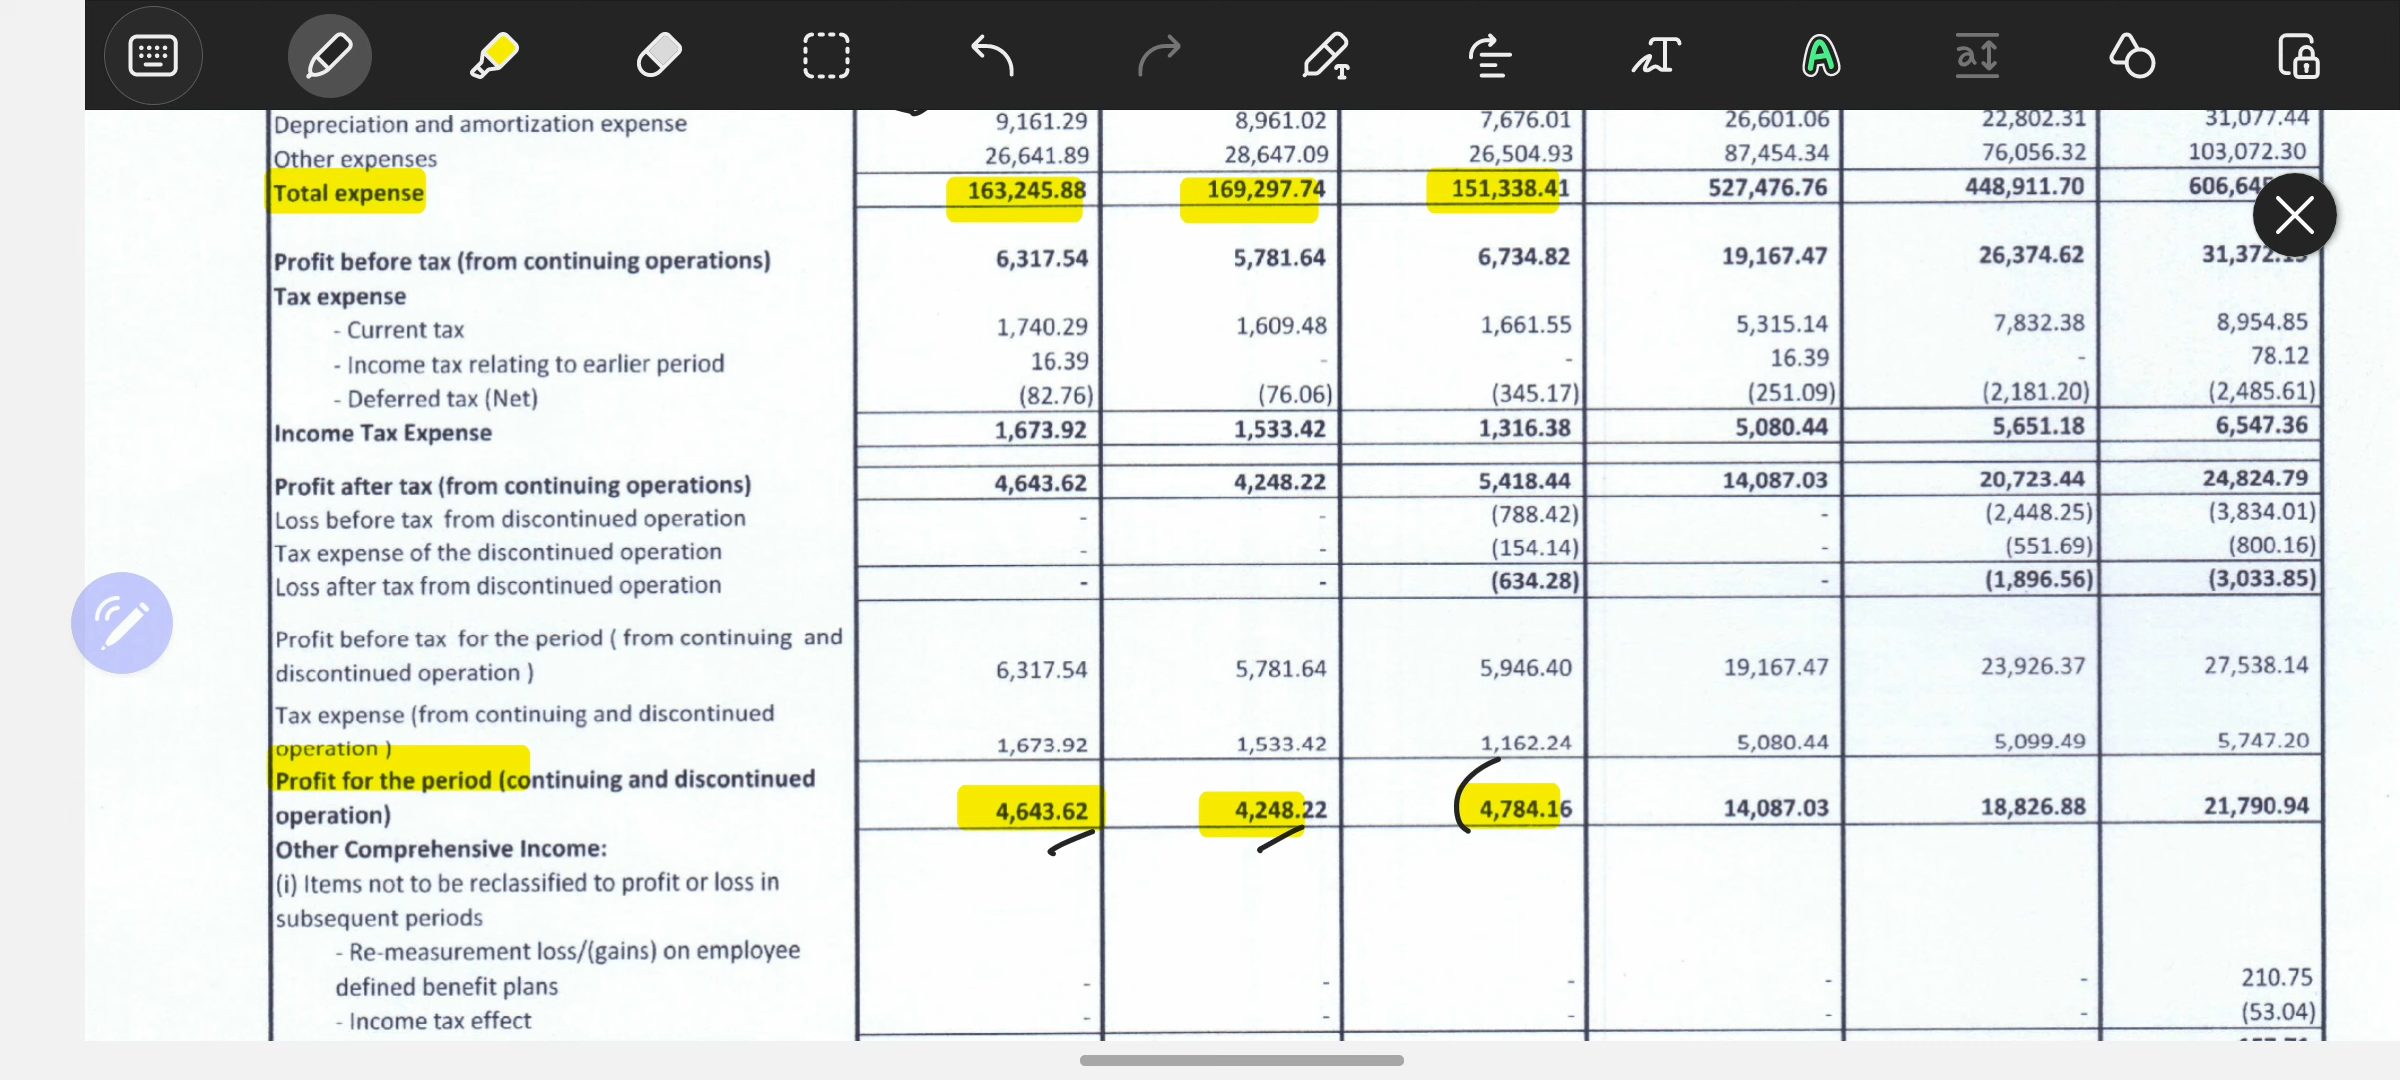 Depreciation and amortization expense 9,161.29 8,961.02 7,676.01 26,601.06 22,802.31 31,077.44
Other expenses 26,641.89 28,647.09 26,504.93 87,454.34 76,056.32 103,072.30
Total expense 163,245.88 169,297.74 151,338.41 527,476.76 448,911.70
Profit before tax (from continuing operations) 6,317.54 5,781.64 6,734.82 19,167.47 26,374.62
Tax expense
- Current tax 1,740.29 1,609.48 1,661.55 5,315.14 7,832.38 8,954.85
- Income tax relating to earlier period 16.39 - - 16.39 - 78.12
- Deferred tax (Net) (82.76) (76.06) (345.17) (251.09) (2,181.20) (2,485.61)
Income Tax Expense 1,673.92 1,533.42 1,316.38 5,080.44 5,651.18 6,547.36
Profit after tax (from continuing operations) 4,643.62 4,248.22 5,418.44 14,087.03 20,723.44 24,824.79
Loss before tax from discontinued operation - - (788.42) - (2,448.25) (3,834.01)
Tax expense of the discontinued operation - - (154.14) - (551.69) (800.16)
Loss after tax from discontinued operation - - (634.28) - (1,896.56) (3,033.85)
Profit before tax for the period ( from continuing and
discontinued operation ) 6,317.54 5,781.64 5,946.40 19,167.47 23,926.37 27,538.14
Tax expense (from continuing and discontinued
operation ) 1,673.92 1,533.42 1,162.24 5,080.44 5,099.49 5,747.20
Profit for the period (continuing and discontinued
operation) 4,643.62 4,248.22 4,784.16 14,087.03 18,826.88 21,790.94
Other Comprehensive Income:
(i) Items not to be reclassified to profit or loss in
subsequent periods
- Re-measurement loss/(gains) on employee
defined benefit plans - - - - - 210.75
- Income tax effect - - - - - (53.04)